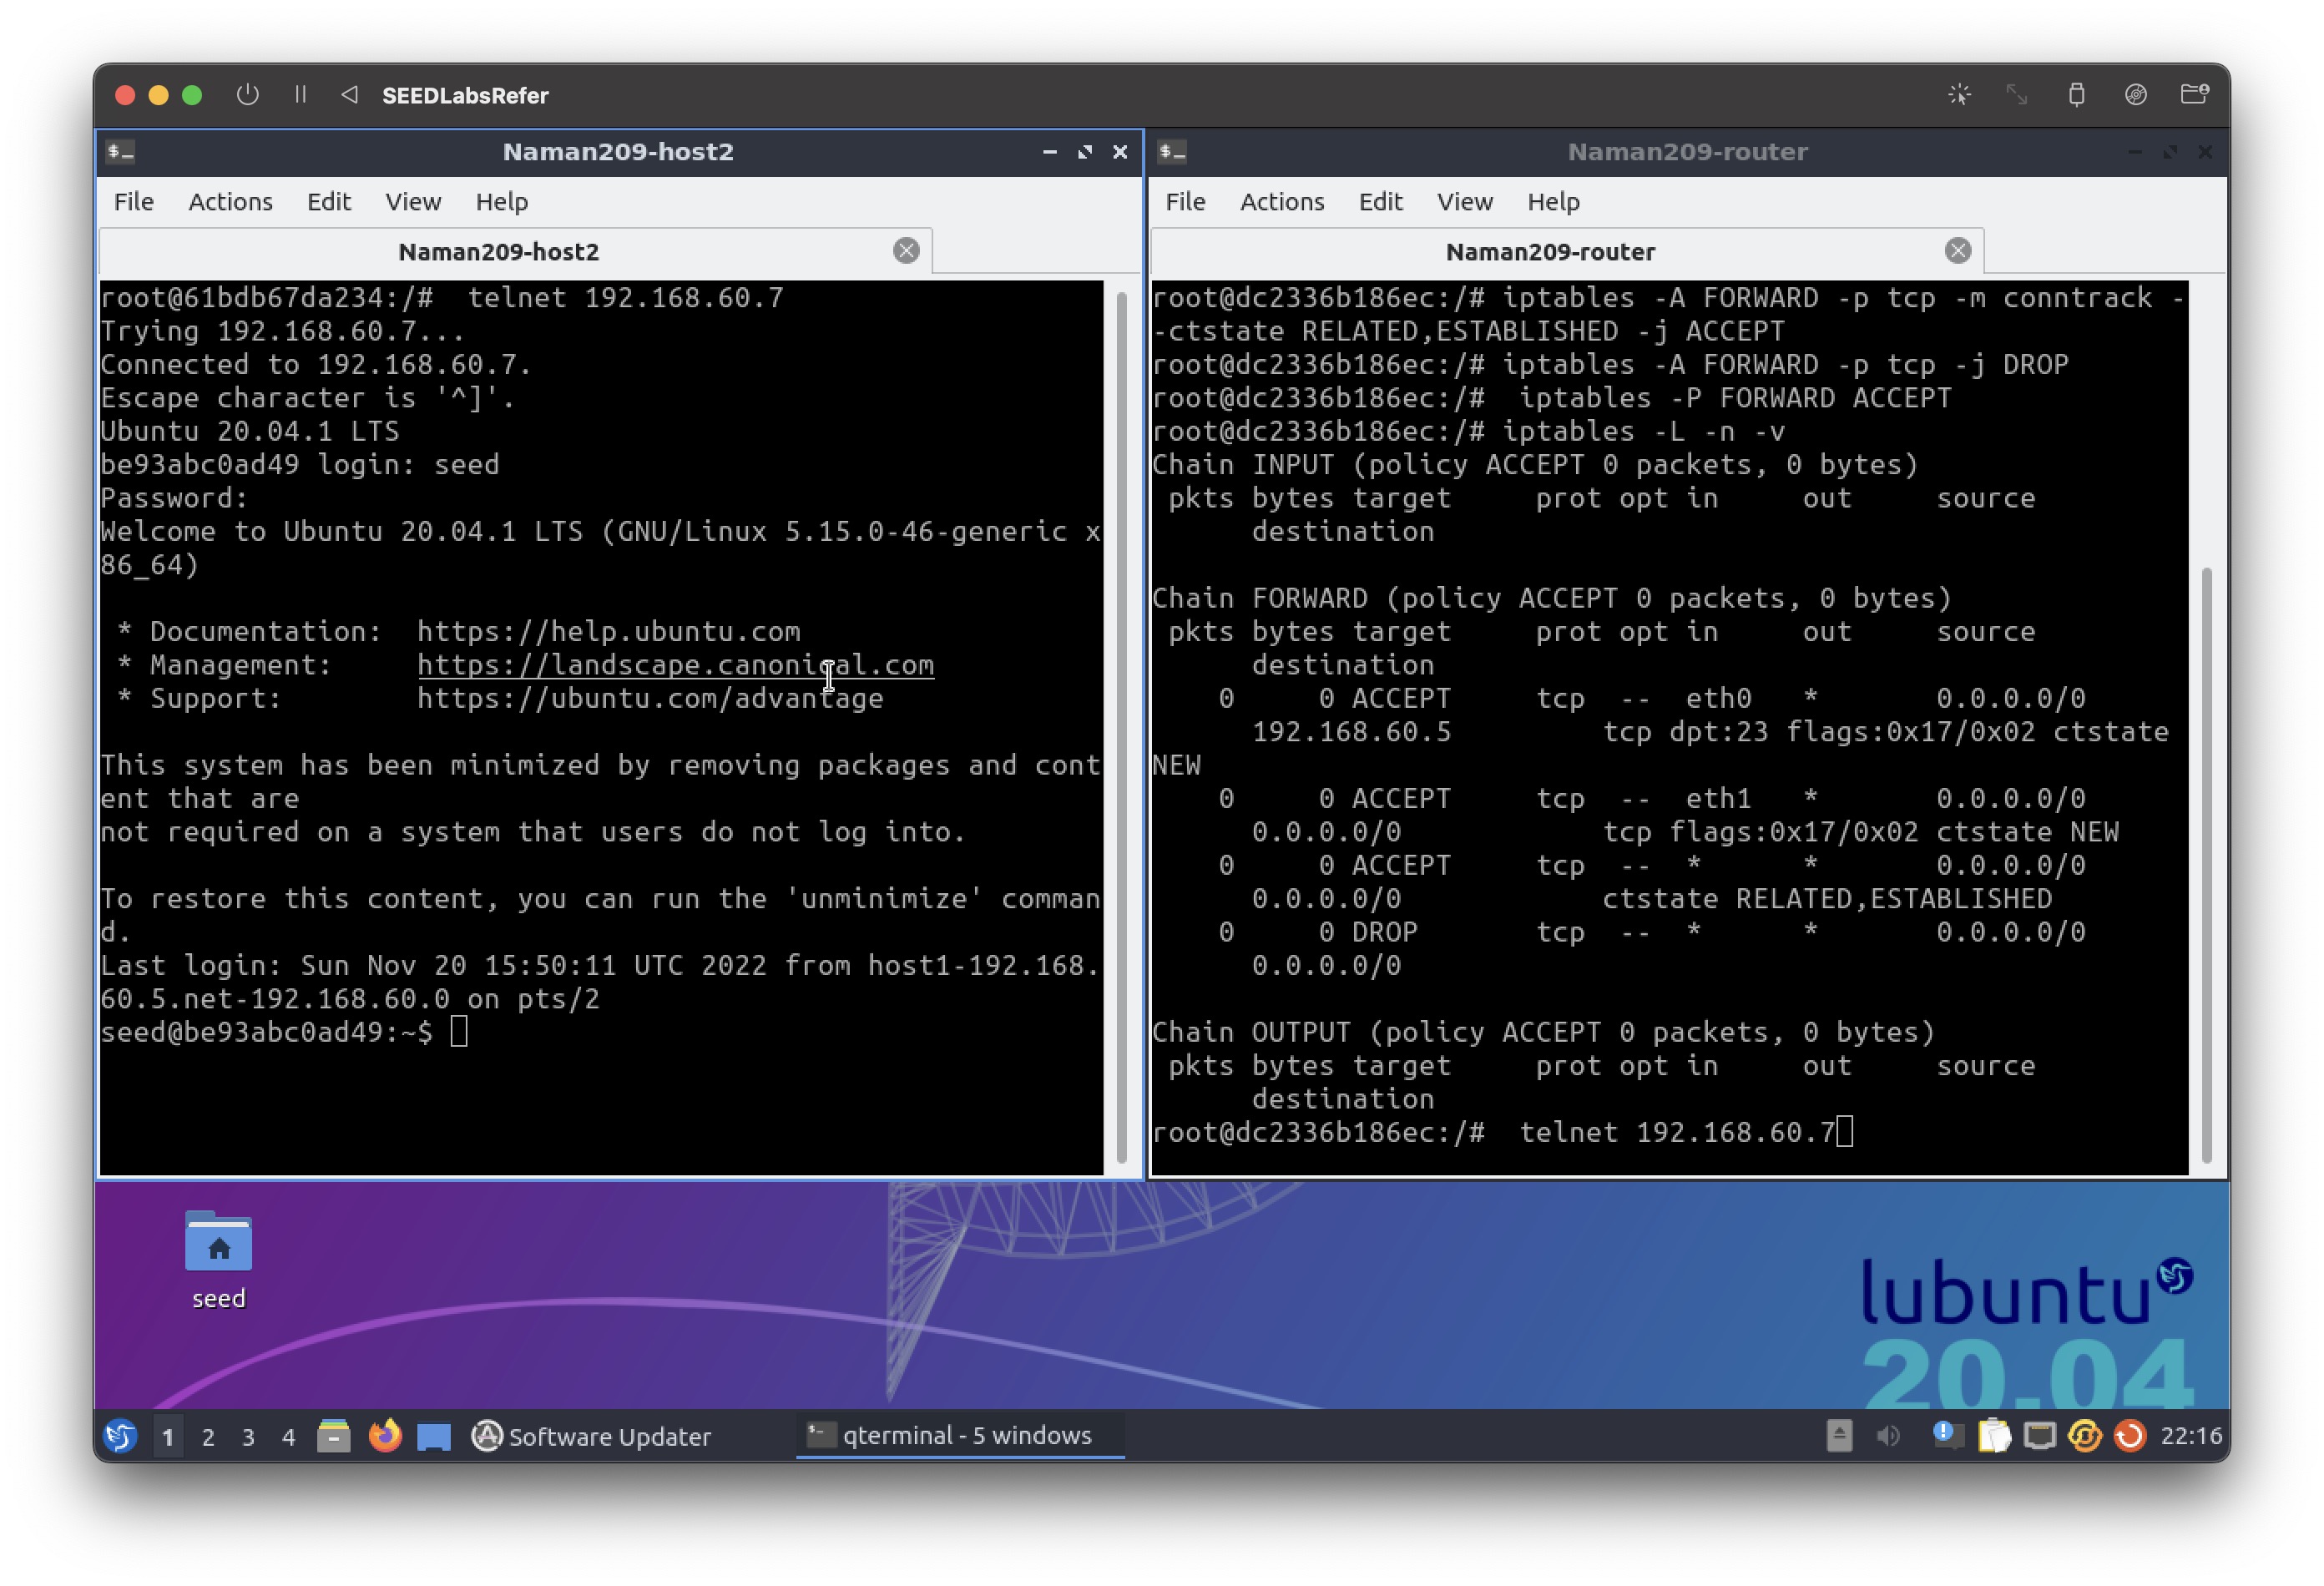 SEEDLabsRefer
Naman209-host2
File Actions Edit View Help
Naman209-host2
root@61bdb67da234:/#  telnet 192.168.60.7
Trying 192.168.60.7...
Connected to 192.168.60.7.
Escape character is '^]'.
Ubuntu 20.04.1 LTS
be93abc0ad49 login: seed
Password:
Welcome to Ubuntu 20.04.1 LTS (GNU/Linux 5.15.0-46-generic x
86_64)
 * Documentation:  https://help.ubuntu.com
 * Management:     https://landscape.canonical.com
 * Support:        https://ubuntu.com/advantage
This system has been minimized by removing packages and cont
ent that are
not required on a system that users do not log into.
To restore this content, you can run the 'unminimize' comman
d.
Last login: Sun Nov 20 15:50:11 UTC 2022 from host1-192.168.
60.5.net-192.168.60.0 on pts/2
seed@be93abc0ad49:~$
Naman209-router
File Actions Edit View Help
Naman209-router
root@dc2336b186ec:/# iptables -A FORWARD -p tcp -m conntrack -
-ctstate RELATED,ESTABLISHED -j ACCEPT
root@dc2336b186ec:/# iptables -A FORWARD -p tcp -j DROP
root@dc2336b186ec:/#  iptables -P FORWARD ACCEPT
root@dc2336b186ec:/# iptables -L -n -v
Chain INPUT (policy ACCEPT 0 packets, 0 bytes)
 pkts bytes target     prot opt in     out     source
      destination
Chain FORWARD (policy ACCEPT 0 packets, 0 bytes)
 pkts bytes target     prot opt in     out     source
      destination
    0     0 ACCEPT     tcp  --  eth0   *       0.0.0.0/0
      192.168.60.5         tcp dpt:23 flags:0x17/0x02 ctstate
NEW
    0     0 ACCEPT     tcp  --  eth1   *       0.0.0.0/0
      0.0.0.0/0            tcp flags:0x17/0x02 ctstate NEW
    0     0 ACCEPT     tcp  --  *      *       0.0.0.0/0
      0.0.0.0/0            ctstate RELATED,ESTABLISHED
    0     0 DROP       tcp  --  *      *       0.0.0.0/0
      0.0.0.0/0
Chain OUTPUT (policy ACCEPT 0 packets, 0 bytes)
 pkts bytes target     prot opt in     out     source
      destination
root@dc2336b186ec:/#  telnet 192.168.60.7
seed
lubuntu
20.04
1 2 3 4 Software Updater qterminal - 5 windows 22:16